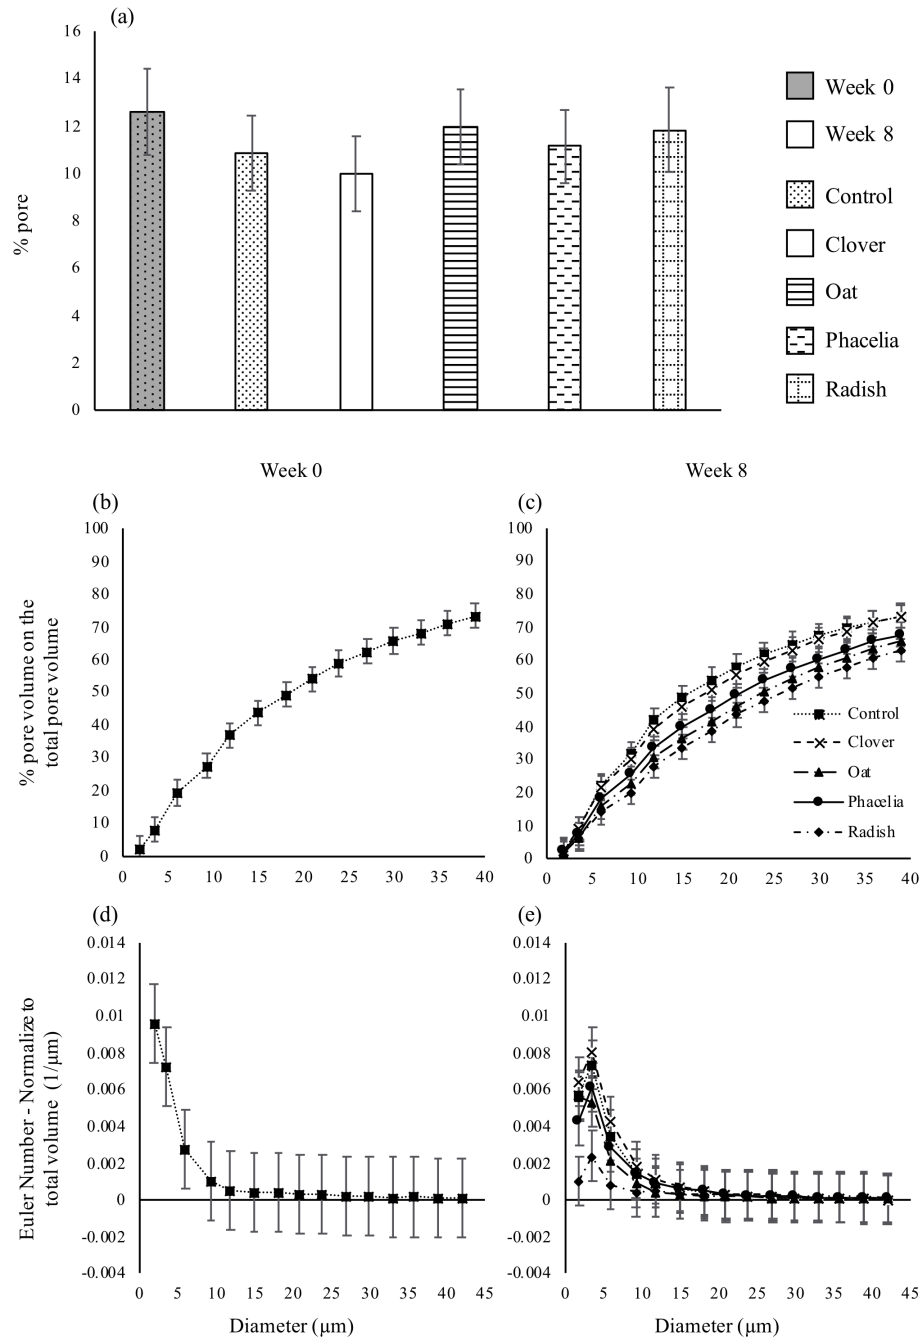 (a)
16
14
12
10
8
6
4
2
0
% pore
Week 0
Week 8
Control
Clover
Oat
Phacelia
Radish
Week 0
(b)
100
90
80
70
60
50
40
30
20
10
0
% pore volume on the
total pore volume
0 5 10 15 20 25 30 35 40
Week 8
(c)
100
90
80
70
60
50
40
30
20
10
0
Control
Clover
Oat
Phacelia
Radish
0 5 10 15 20 25 30 35 40
(d)
0.014
0.012
0.01
0.008
0.006
0.004
0.002
0
-0.002
-0.004
Euler Number - Normalize to
total volume (1/μm)
0 5 10 15 20 25 30 35 40 45
Diameter (μm)
(e)
0.014
0.012
0.01
0.008
0.006
0.004
0.002
0
-0.002
-0.004
0 5 10 15 20 25 30 35 40 45
Diameter (μm)